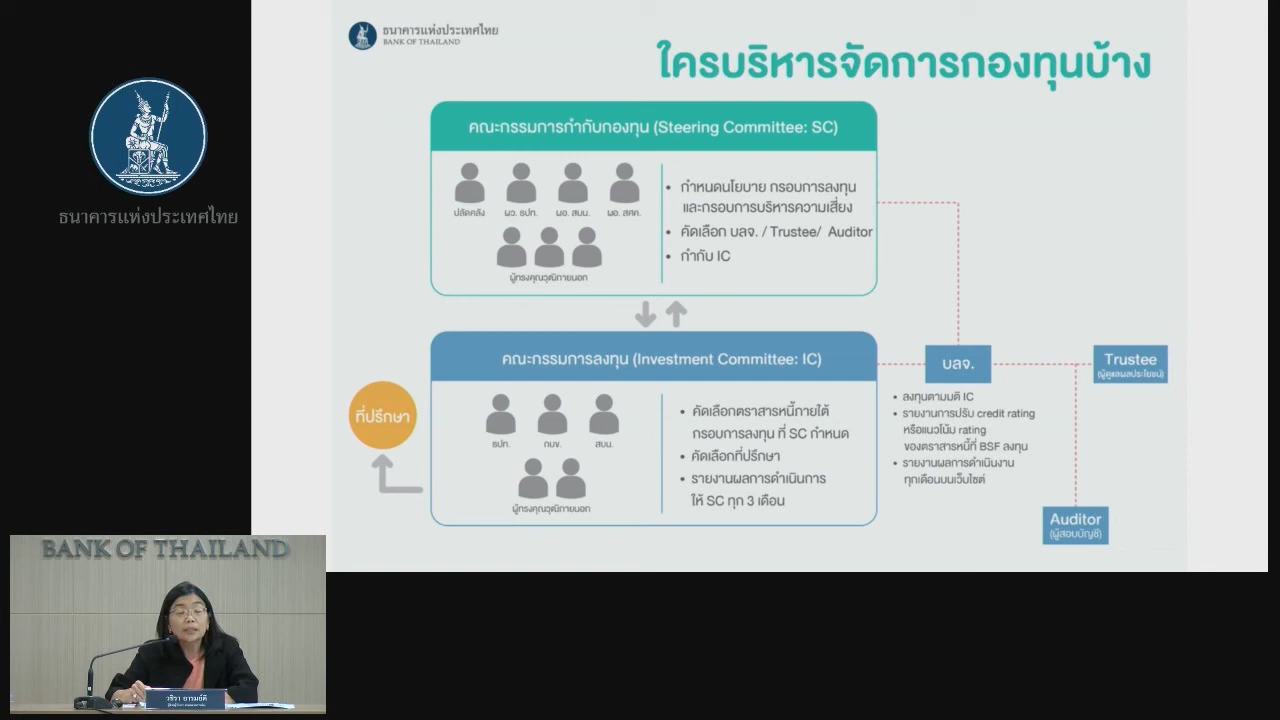 ธนาคารแห่งประเทศไทย
BANK OF THAILAND
ใครบริหารจัดการกองทุนบ้าง
ธนาคารแห่งประเทศไทย
คณะกรรมการกำกับกองทุน (Steering Committee: SC)
ปลัดคลัง
ผว. ธปท.
ผอ. สบน.
ผอ. สศค.
ผู้ทรงคุณวุฒิภายนอก
• กำหนดนโยบาย กรอบการลงทุน
และกรอบการบริหารความเสี่ยง
• คัดเลือก บลจ. / Trustee/ Auditor
• กำกับ IC
คณะกรรมการลงทุน (Investment Committee: IC)
ที่ปรึกษา
ธปท.
กบข.
สบน.
ผู้ทรงคุณวุฒิภายนอก
• คัดเลือกตราสารหนี้ภายใต้
กรอบการลงทุน ที่ SC กำหนด
• คัดเลือกที่ปรึกษา
• รายงานผลการดำเนินการ
ให้ SC ทุก 3 เดือน
บลจ.
• ลงทุนตามมติ IC
• รายงานการปรับ credit rating
หรือแนวโน้ม rating
ของตราสารหนี้ที่ BSF ลงทุน
• รายงานผลการดำเนินงาน
ทุกเดือนบนเว็บไซต์
Trustee
(ผู้ดูแลผลประโยชน์)
Auditor
(ผู้สอบบัญชี)
BANK OF THAILAND
วชิรา อารมย์ดี